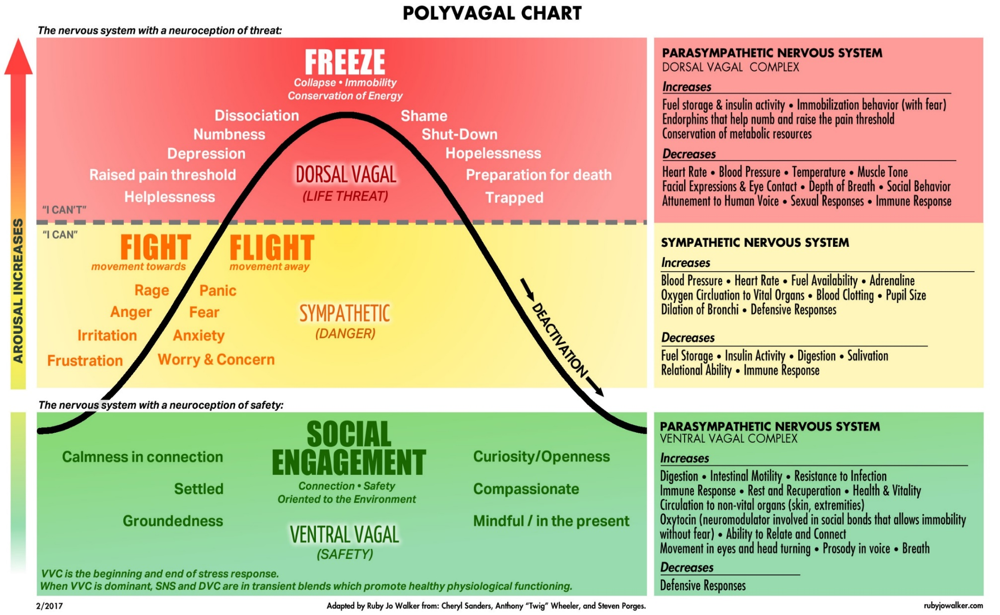 POLYVAGAL CHART
The nervous system with a neuroception of threat:
AROUSAL INCREASES
FREEZE
Collapse • Immobility
Conservation of Energy
Dissociation
Numbness
Depression
Raised pain threshold
Helplessness
Shame
Shut-Down
Hopelessness
Preparation for death
Trapped
DORSAL VAGAL
(LIFE THREAT)
"I CAN'T"
"I CAN"
FIGHT
movement towards
FLIGHT
movement away
Rage
Anger
Irritation
Frustration
Panic
Fear
Anxiety
Worry & Concern
SYMPATHETIC
(DANGER)
DEACTIVATION
The nervous system with a neuroception of safety:
SOCIAL
ENGAGEMENT
Connection • Safety
Oriented to the Environment
Calmness in connection
Settled
Groundedness
Curiosity/Openness
Compassionate
Mindful / in the present
VENTRAL VAGAL
(SAFETY)
VVC is the beginning and end of stress response.
When VVC is dominant, SNS and DVC are in transient blends which promote healthy physiological functioning.
PARASYMPATHETIC NERVOUS SYSTEM
DORSAL VAGAL COMPLEX
Increases
Fuel storage & insulin activity • Immobilization behavior (with fear)
Endorphins that help numb and raise the pain threshold
Conservation of metabolic resources
Decreases
Heart Rate • Blood Pressure • Temperature • Muscle Tone
Facial Expressions & Eye Contact • Depth of Breath • Social Behavior
Attunement to Human Voice • Sexual Responses • Immune Response
SYMPATHETIC NERVOUS SYSTEM
Increases
Blood Pressure • Heart Rate • Fuel Availability • Adrenaline
Oxygen Circluation to Vital Organs • Blood Clotting • Pupil Size
Dilation of Bronchi • Defensive Responses
Decreases
Fuel Storage • Insulin Activity • Digestion • Salivation
Relational Ability • Immune Response
PARASYMPATHETIC NERVOUS SYSTEM
VENTRAL VAGAL COMPLEX
Increases
Digestion • Intestinal Motility • Resistance to Infection
Immune Response • Rest and Recuperation • Health & Vitality
Circulation to non-vital organs (skin, extremities)
Oxytocin (neuromodulator involved in social bonds that allows immobility
without fear) • Ability to Relate and Connect
Movement in eyes and head turning • Prosody in voice • Breath
Decreases
Defensive Responses
2/2017
Adapted by Ruby Jo Walker from: Cheryl Sanders, Anthony "Twig" Wheeler, and Steven Porges.
rubyjowalker.com